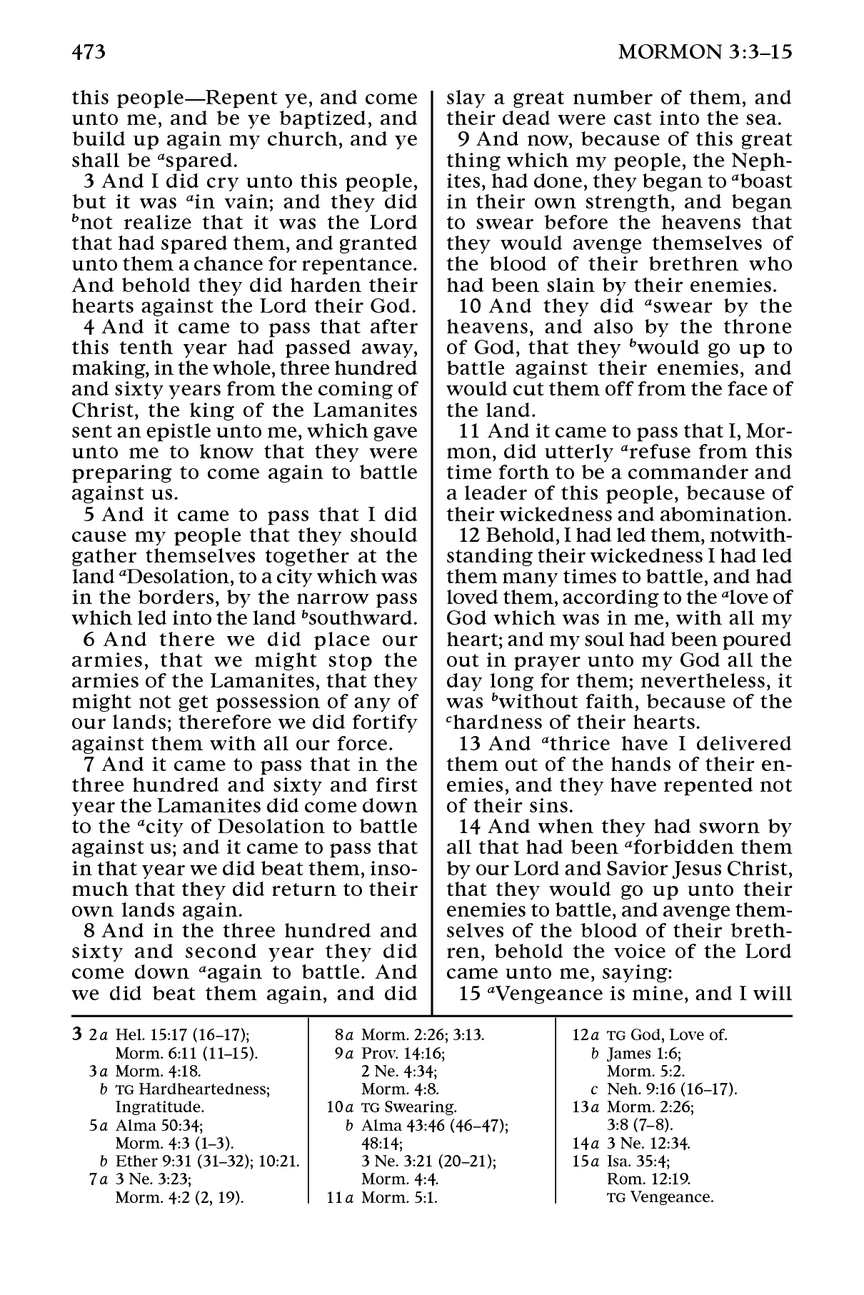 473
MORMON 3:3–15
this people—Repent ye, and come
unto me, and be ye baptized, and
build up again my church, and ye
shall be aspared.
3 And I did cry unto this people,
but it was ain vain; and they did
bnot realize that it was the Lord
that had spared them, and granted
unto them a chance for repentance.
And behold they did harden their
hearts against the Lord their God.
4 And it came to pass that after
this tenth year had passed away,
making, in the whole, three hundred
and sixty years from the coming of
Christ, the king of the Lamanites
sent an epistle unto me, which gave
unto me to know that they were
preparing to come again to battle
against us.
5 And it came to pass that I did
cause my people that they should
gather themselves together at the
land aDesolation, to a city which was
in the borders, by the narrow pass
which led into the land bsouthward.
6 And there we did place our
armies, that we might stop the
armies of the Lamanites, that they
might not get possession of any of
our lands; therefore we did fortify
against them with all our force.
7 And it came to pass that in the
three hundred and sixty and first
year the Lamanites did come down
to the acity of Desolation to battle
against us; and it came to pass that
in that year we did beat them, inso-
much that they did return to their
own lands again.
8 And in the three hundred and
sixty and second year they did
come down aagain to battle. And
we did beat them again, and did
slay a great number of them, and
their dead were cast into the sea.
9 And now, because of this great
thing which my people, the Neph-
ites, had done, they began to aboast
in their own strength, and began
to swear before the heavens that
they would avenge themselves of
the blood of their brethren who
had been slain by their enemies.
10 And they did aswear by the
heavens, and also by the throne
of God, that they bwould go up to
battle against their enemies, and
would cut them off from the face of
the land.
11 And it came to pass that I, Mor-
mon, did utterly arefuse from this
time forth to be a commander and
a leader of this people, because of
their wickedness and abomination.
12 Behold, I had led them, notwith-
standing their wickedness I had led
them many times to battle, and had
loved them, according to the alove of
God which was in me, with all my
heart; and my soul had been poured
out in prayer unto my God all the
day long for them; nevertheless, it
was bwithout faith, because of the
chardness of their hearts.
13 And athrice have I delivered
them out of the hands of their en-
emies, and they have repented not
of their sins.
14 And when they had sworn by
all that had been aforbidden them
by our Lord and Savior Jesus Christ,
that they would go up unto their
enemies to battle, and avenge them-
selves of the blood of their breth-
ren, behold the voice of the Lord
came unto me, saying:
15 aVengeance is mine, and I will
3 2a Hel. 15:17 (16–17);
Morm. 6:11 (11–15).
3a Morm. 4:18.
b TG Hardheartedness;
Ingratitude.
5a Alma 50:34;
Morm. 4:3 (1–3).
b Ether 9:31 (31–32); 10:21.
7a 3 Ne. 3:23;
Morm. 4:2 (2, 19).
8a Morm. 2:26; 3:13.
9a Prov. 14:16;
2 Ne. 4:34;
Morm. 4:8.
10a TG Swearing.
b Alma 43:46 (46–47);
48:14;
3 Ne. 3:21 (20–21);
Morm. 4:4.
11a Morm. 5:1.
12a TG God, Love of.
b James 1:6;
Morm. 5:2.
c Neh. 9:16 (16–17).
13a Morm. 2:26;
3:8 (7–8).
14a 3 Ne. 12:34.
15a Isa. 35:4;
Rom. 12:19.
TG Vengeance.